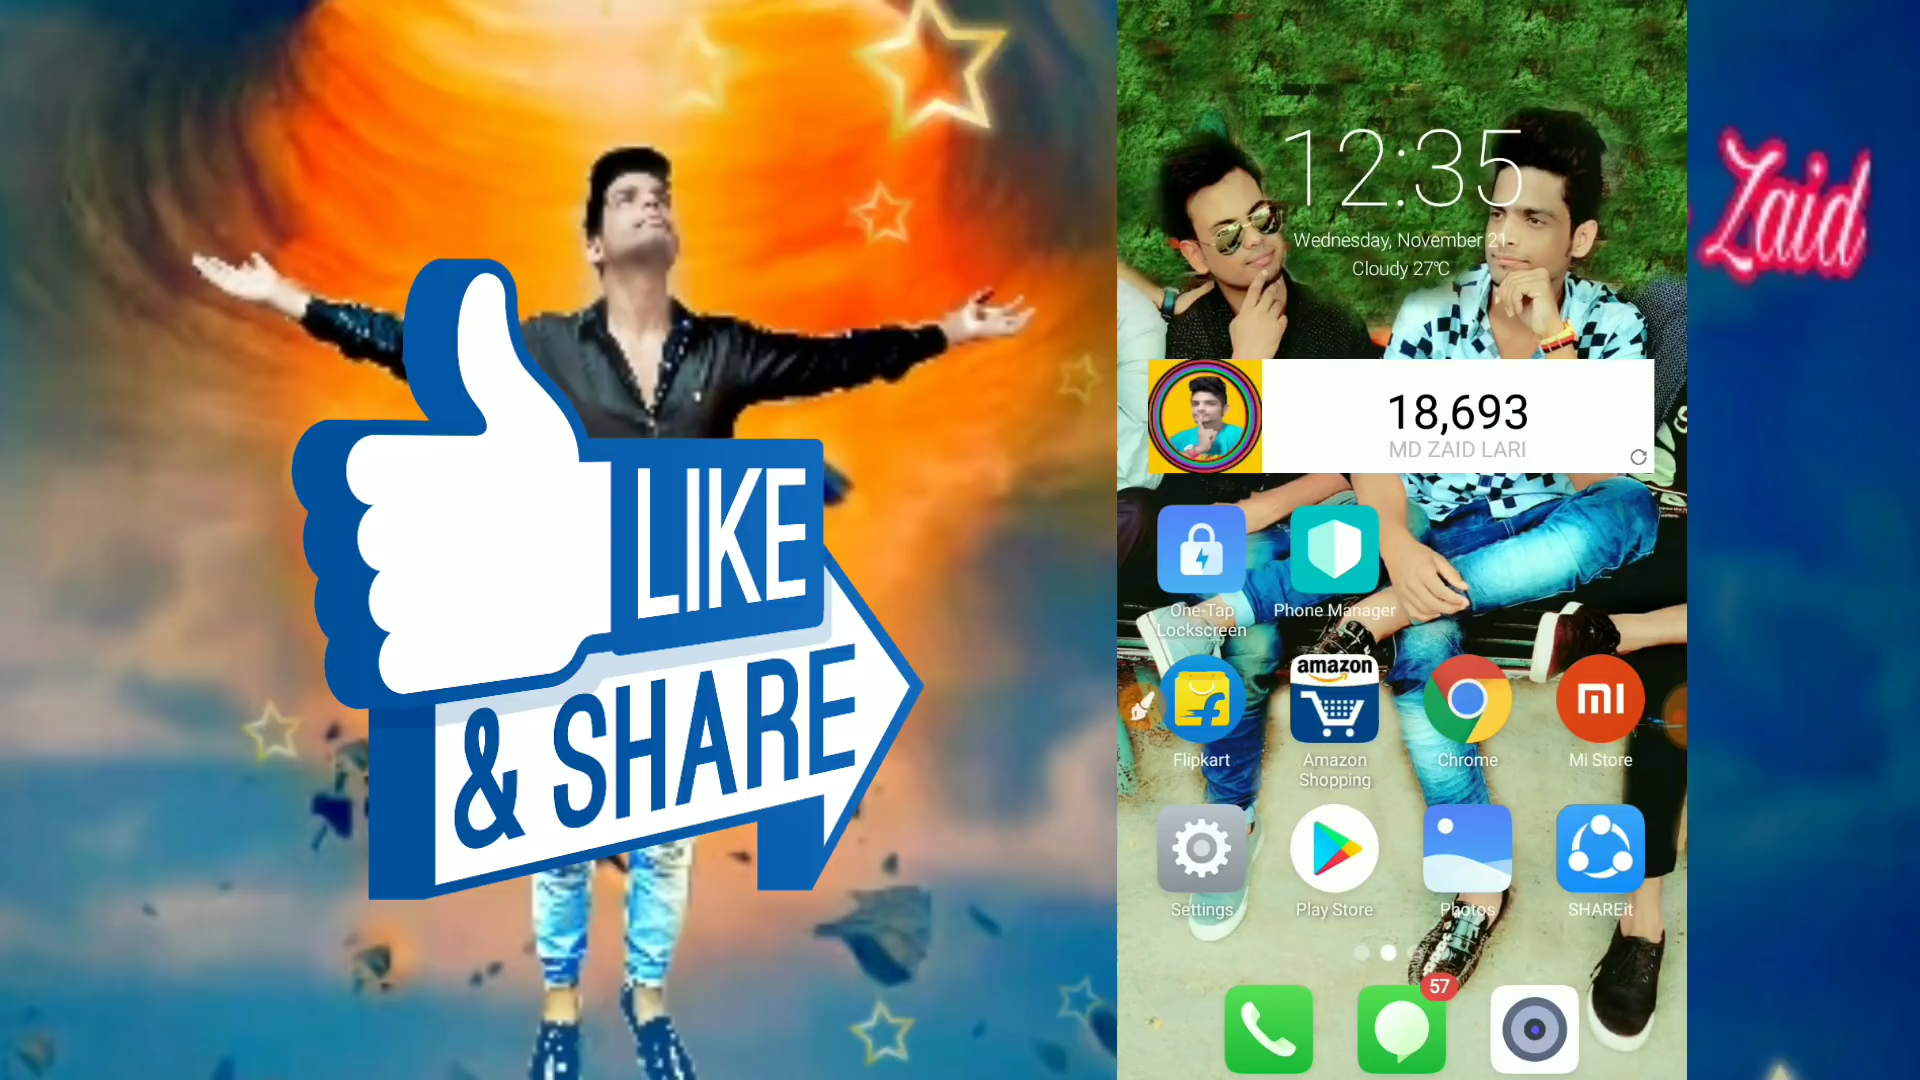 LIKE
& SHARE
12:35
Wednesday, November 21
Cloudy 27℃
18,693
MD ZAID LARI
One-Tap
Lockscreen
Phone Manager
amazon
Flipkart
Amazon
Shopping
Chrome
Mi Store
Settings
Play Store
Photos
SHAREit
57
Zaid